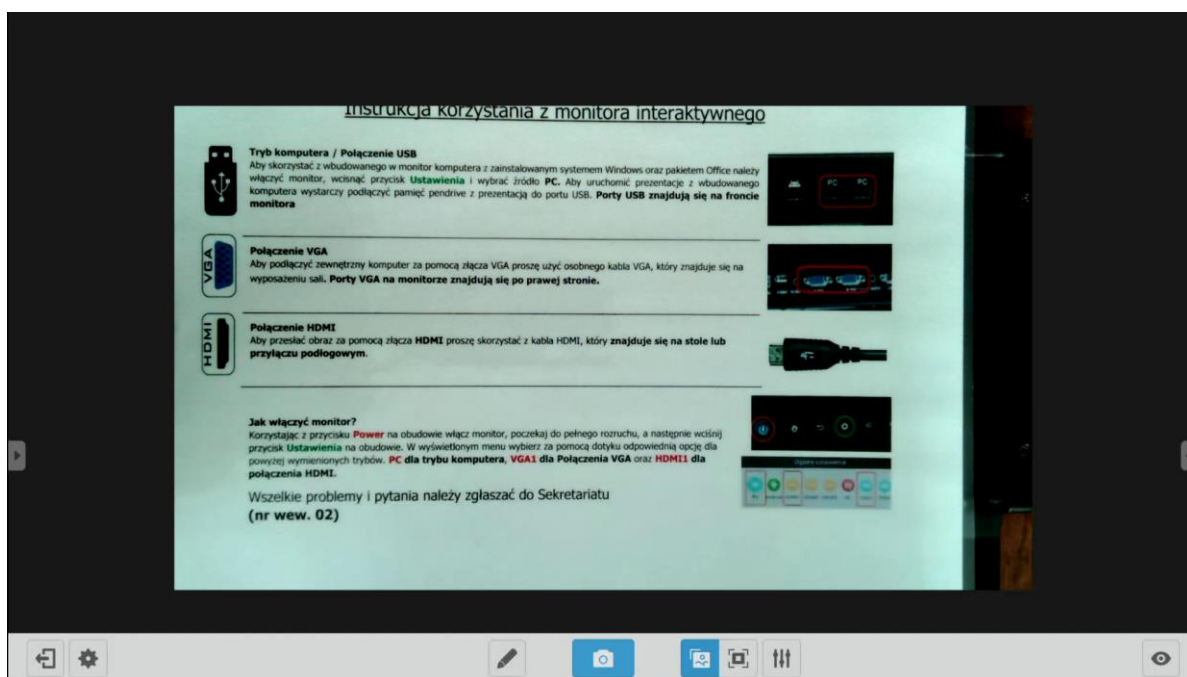 Instrukcja korzystania z monitora interaktywnego
Tryb komputera / Połączenie USB
Aby skorzystać z wbudowanego w monitor komputera z zainstalowanym systemem Windows oraz pakietem Office należy
włączyć monitor, wcisnąć przycisk Ustawienia i wybrać źródło PC. Aby uruchomić prezentacje z wbudowanego
komputera wystarczy podłączyć pamięć pendrive z prezentacją do portu USB. Porty USB znajdują się na froncie
monitora
PC PC
VGA
Połączenie VGA
Aby podłączyć zewnętrzny komputer za pomocą złącza VGA proszę użyć osobnego kabla VGA, który znajduje się na
wyposażeniu sali. Porty VGA na monitorze znajdują się po prawej stronie.
HDMI
Połączenie HDMI
Aby przesłać obraz za pomocą złącza HDMI proszę skorzystać z kabla HDMI, który znajduje się na stole lub
przyłączu podłogowym.
Jak włączyć monitor?
Korzystając z przycisku Power na obudowie włącz monitor, poczekaj do pełnego rozruchu, a następnie wciśnij
przycisk Ustawienia na obudowie. W wyświetlonym menu wybierz za pomocą dotyku odpowiednią opcję dla
powyżej wymienionych trybów. PC dla trybu komputera, VGA1 dla Połączenia VGA oraz HDMI1 dla
połączenia HDMI.
Ogólne ustawienia
Wszelkie problemy i pytania należy zgłaszać do Sekretariatu
(nr wew. 02)